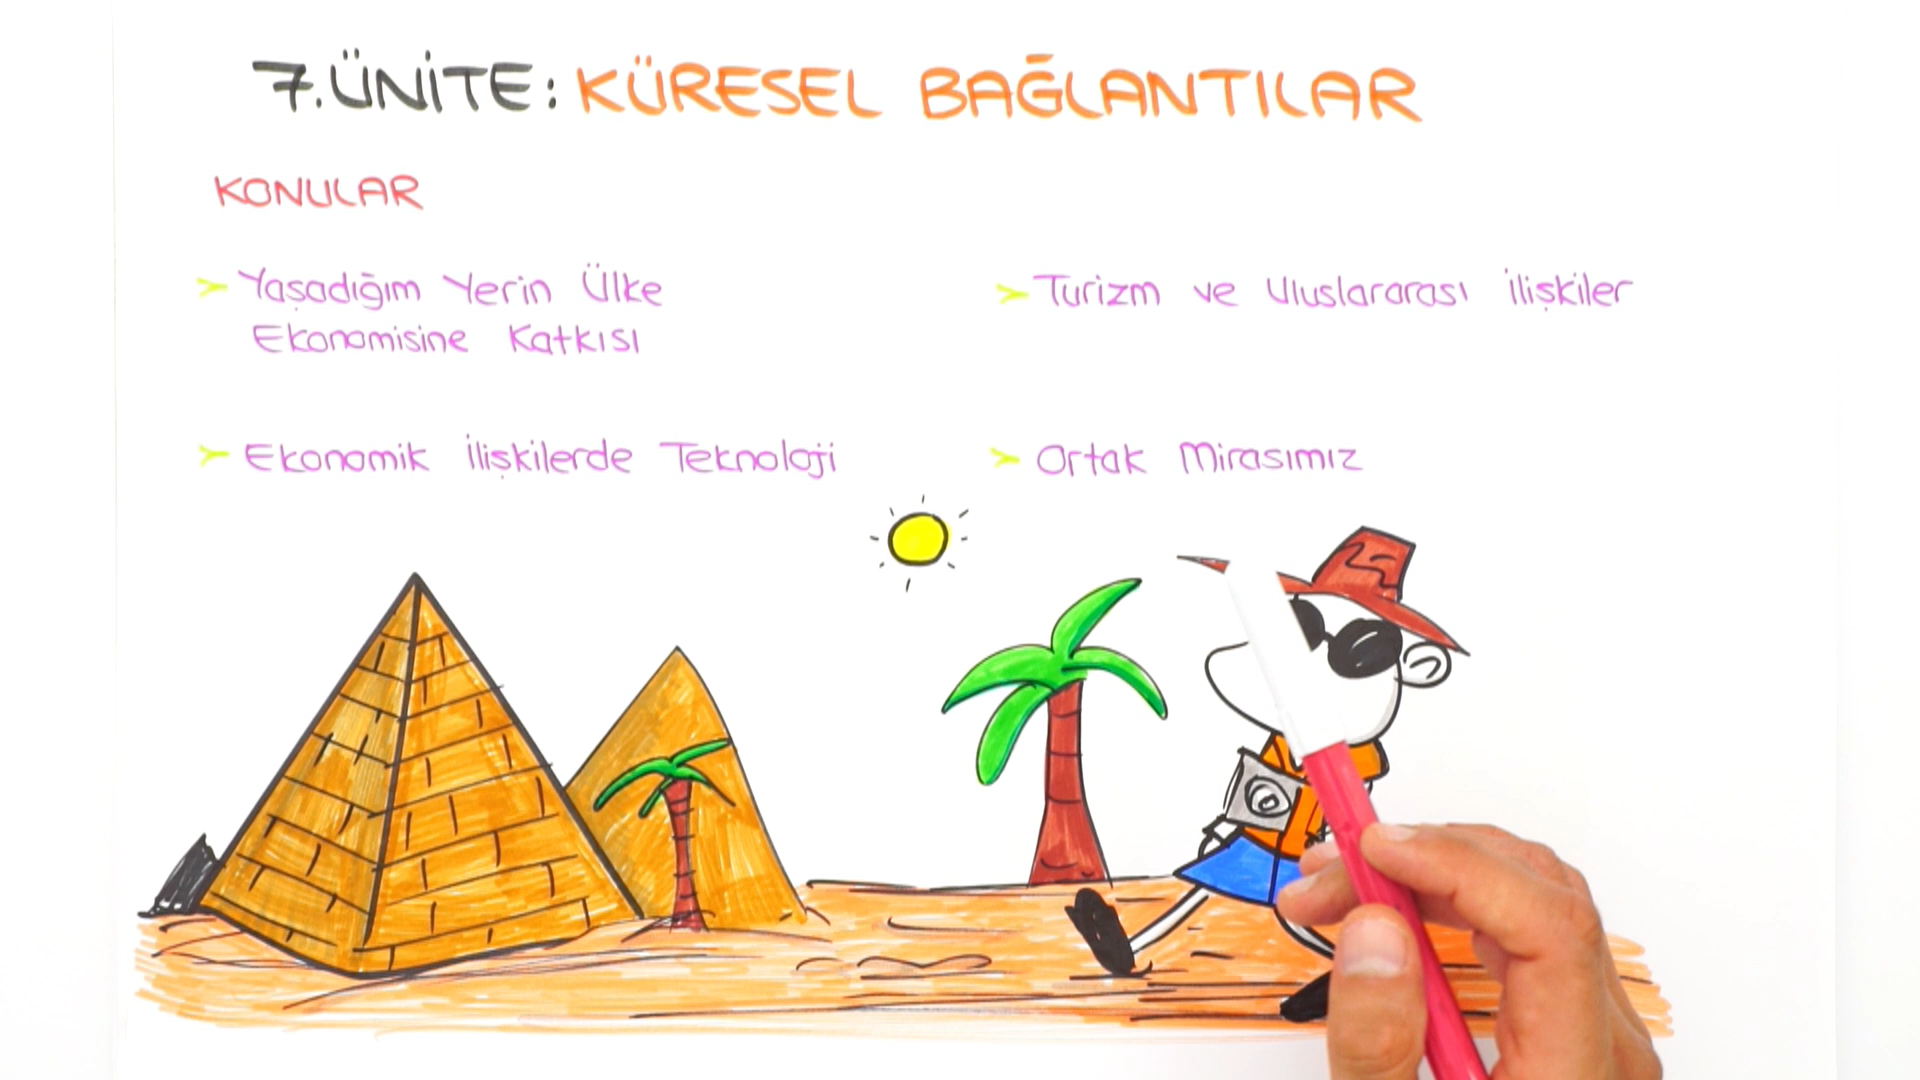 7. ÜNİTE: KÜRESEL BAĞLANTILAR
KONULAR
➢ Yaşadığım Yerin Ülke
Ekonomisine Katkısı
➢ Ekonomik İlişkilerde Teknoloji
➢ Turizm ve Uluslararası İlişkiler
➢ Ortak Mirasımız